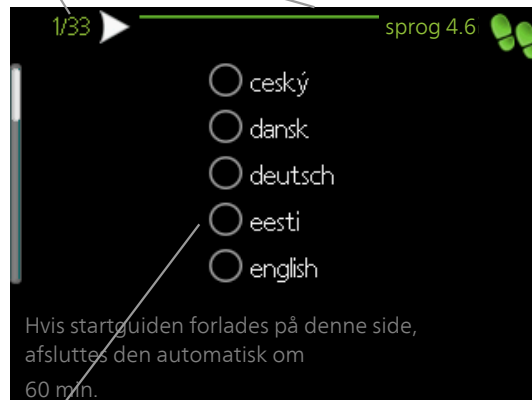 1/33
sprog 4.6
ceský
dansk
deutsch
eesti
english
Hvis startguiden forlades på denne side,
afsluttes den automatisk om
60 min.